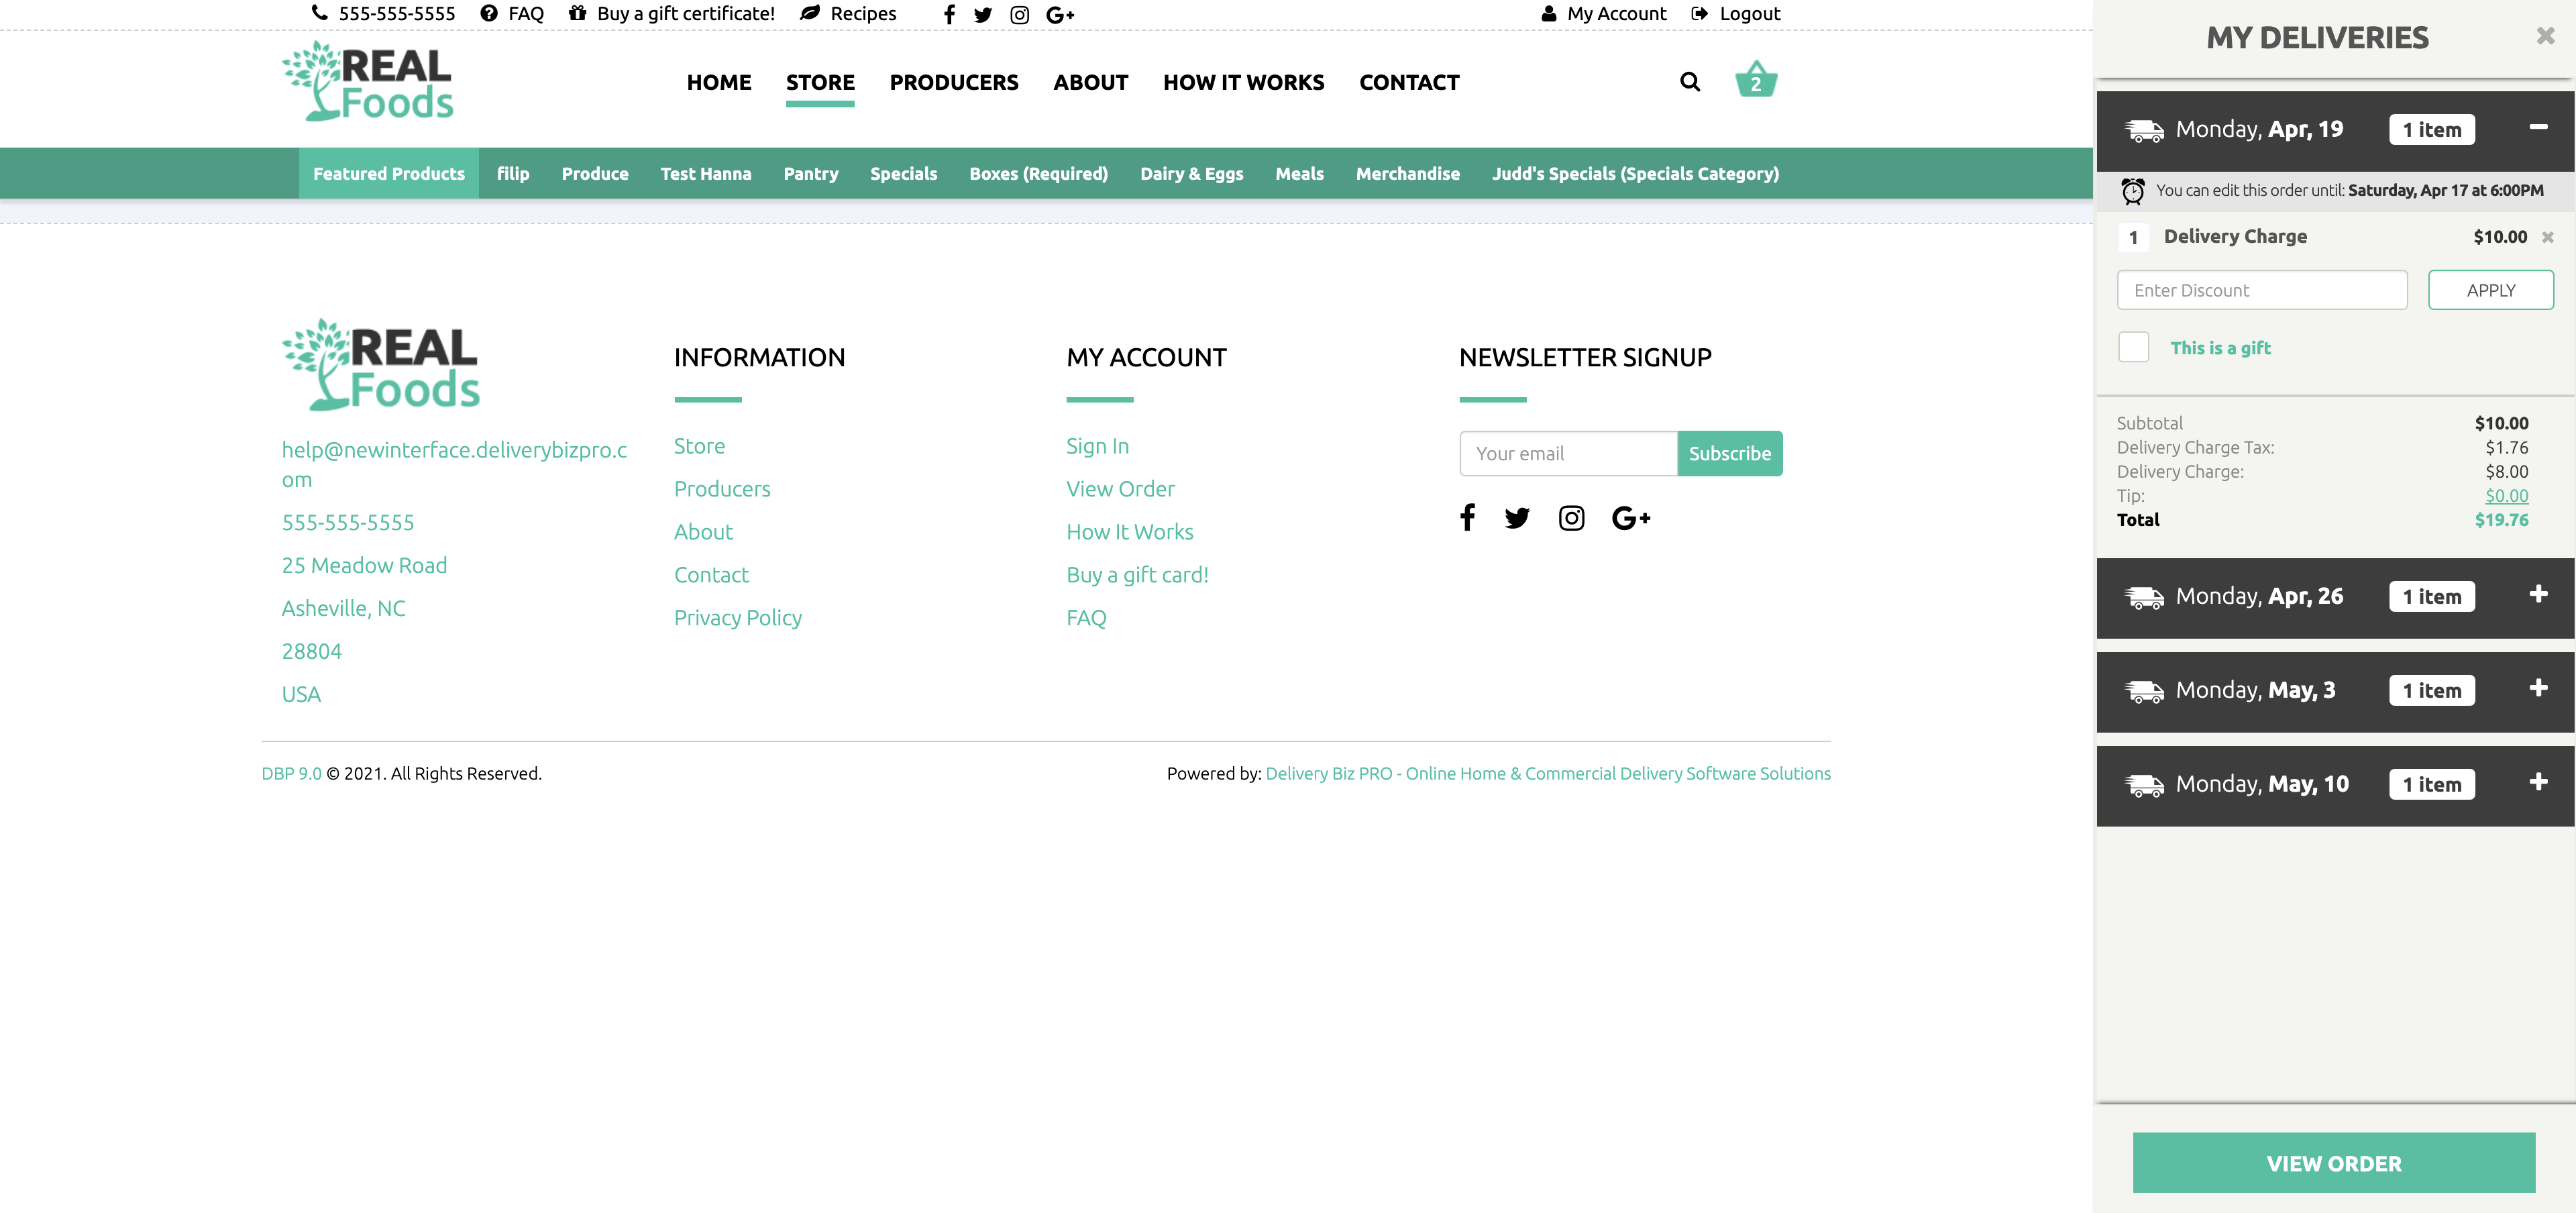 555-555-5555 FAQ Buy a gift certificate! Recipes G+ My Account Logout
REAL
Foods
HOME STORE PRODUCERS ABOUT HOW IT WORKS CONTACT 2
Featured Products filip Produce Test Hanna Pantry Specials Boxes (Required) Dairy & Eggs Meals Merchandise Judd's Specials (Specials Category)
REAL
Foods
help@newinterface.deliverybizpro.c
om
555-555-5555
25 Meadow Road
Asheville, NC
28804
USA
INFORMATION
Store
Producers
About
Contact
Privacy Policy
MY ACCOUNT
Sign In
View Order
How It Works
Buy a gift card!
FAQ
NEWSLETTER SIGNUP
Your email Subscribe
G+
DBP 9.0 © 2021. All Rights Reserved.
Powered by: Delivery Biz PRO - Online Home & Commercial Delivery Software Solutions
MY DELIVERIES
Monday, Apr, 19 1 item
You can edit this order until: Saturday, Apr 17 at 6:00PM
1 Delivery Charge $10.00
Enter Discount APPLY
This is a gift
Subtotal $10.00
Delivery Charge Tax: $1.76
Delivery Charge: $8.00
Tip: $0.00
Total $19.76
Monday, Apr, 26 1 item
Monday, May, 3 1 item
Monday, May, 10 1 item
VIEW ORDER